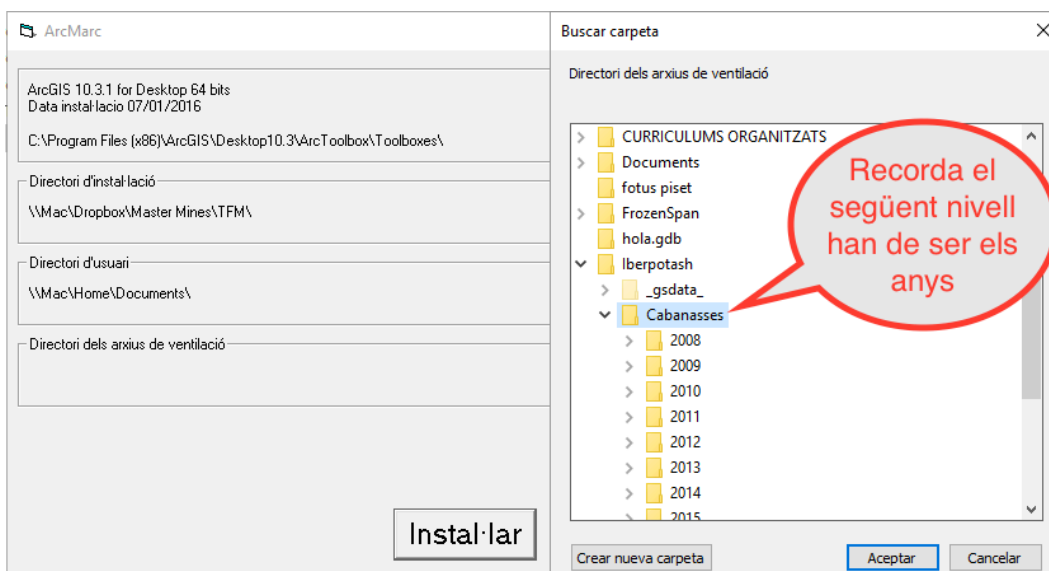 ArcMarc
ArcGIS 10.3.1 for Desktop 64 bits
Data instal·lacio 07/01/2016
C:\Program Files (x86)\ArcGIS\Desktop10.3\ArcToolbox\Toolboxes\
Directori d'instal·lació
\\Mac\Dropbox\Master Mines\TFM\
Directori d'usuari
\\Mac\Home\Documents\
Directori dels arxius de ventilació
Instal·lar
Buscar carpeta
Directori dels arxius de ventilació
CURRICULUMS ORGANITZATS
Documents
fotus piset
FrozenSpan
hola.gdb
Iberpotash
_gsdata_
Cabanasses
2008
2009
2010
2011
2012
2013
2014
2015
Recorda el
següent nivell
han de ser els
anys
Crear nueva carpeta
Aceptar
Cancelar